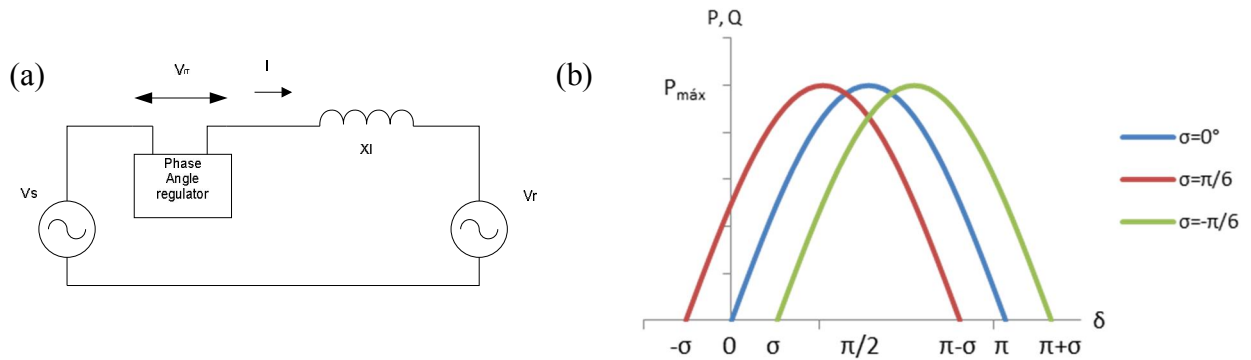 (a)
Vπ
I
Phase
Angle
regulator
Xl
Vs
Vr
(b)
P, Q
Pmáx
σ=0°
σ=π/6
σ=-π/6
-σ 0 σ π/2 π-σ π π+σ δ